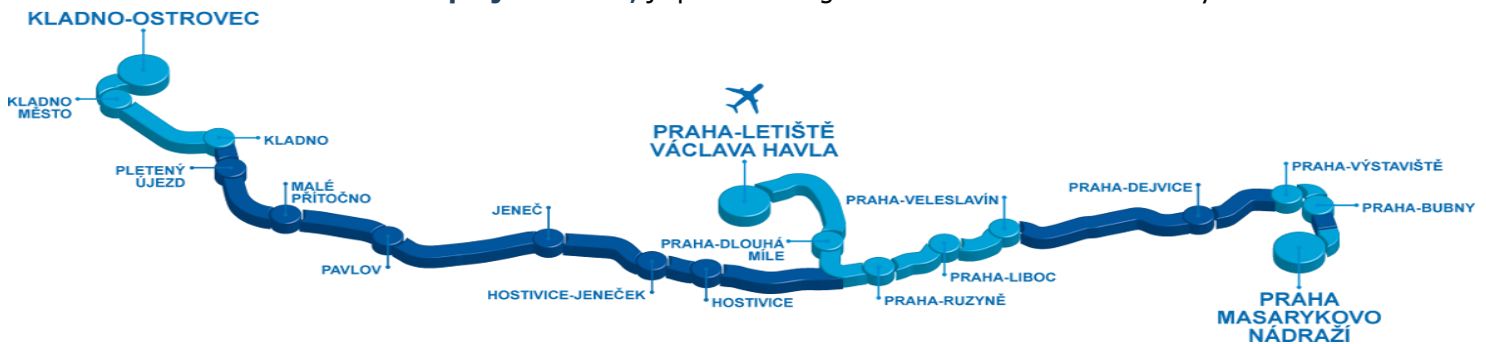 KLADNO-OSTROVEC
KLADNO
MĚSTO
KLADNO
PLETENÝ
ÚJEZD
MALÉ
PŘÍTOČNO
PAVLOV
JENEČ
HOSTIVICE-JENEČEK
HOSTIVICE
PRAHA-LETIŠTĚ
VÁCLAVA HAVLA
PRAHA-DLOUHÁ
MÍLE
PRAHA-RUZYNĚ
PRAHA-LIBOC
PRAHA-VELESLAVÍN
PRAHA-DEJVICE
PRAHA-VÝSTAVIŠTĚ
PRAHA-BUBNY
PRAHA
MASARYKOVO
NÁDRAŽÍ